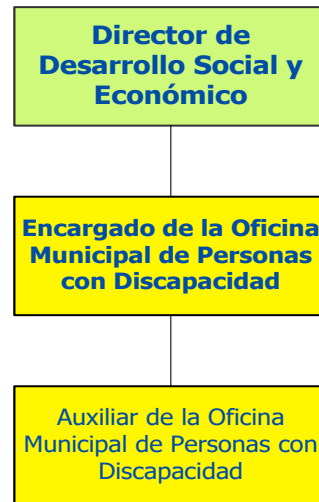 Director de
Desarrollo Social y
Económico
Encargado de la Oficina
Municipal de Personas
con Discapacidad
Auxiliar de la Oficina
Municipal de Personas con
Discapacidad